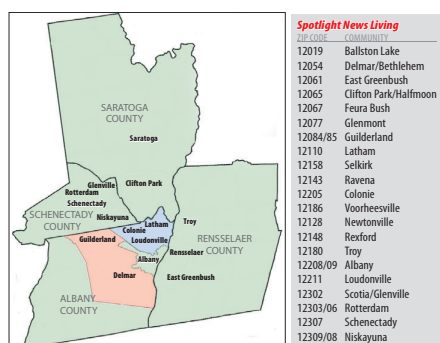 SARATOGA
COUNTY
Saratoga
Glenville
Clifton Park
Rotterdam
Schenectady
SCHENECTADY
COUNTY
Niskayuna
Latham
Colonie
Guilderland
Loudonville
Troy
RENSSELAER
COUNTY
Albany
Rensselaer
Delmar
East Greenbush
ALBANY
COUNTY
Spotlight News Living
ZIP CODE COMMUNITY
12019 Ballston Lake
12054 Delmar/Bethlehem
12061 East Greenbush
12065 Clifton Park/Halfmoon
12067 Feura Bush
12077 Glenmont
12084/85 Guilderland
12110 Latham
12158 Selkirk
12143 Ravena
12205 Colonie
12186 Voorheesville
12128 Newtonville
12148 Rexford
12180 Troy
12208/09 Albany
12211 Loudonville
12302 Scotia/Glenville
12303/06 Rotterdam
12307 Schenectady
12309/08 Niskayuna